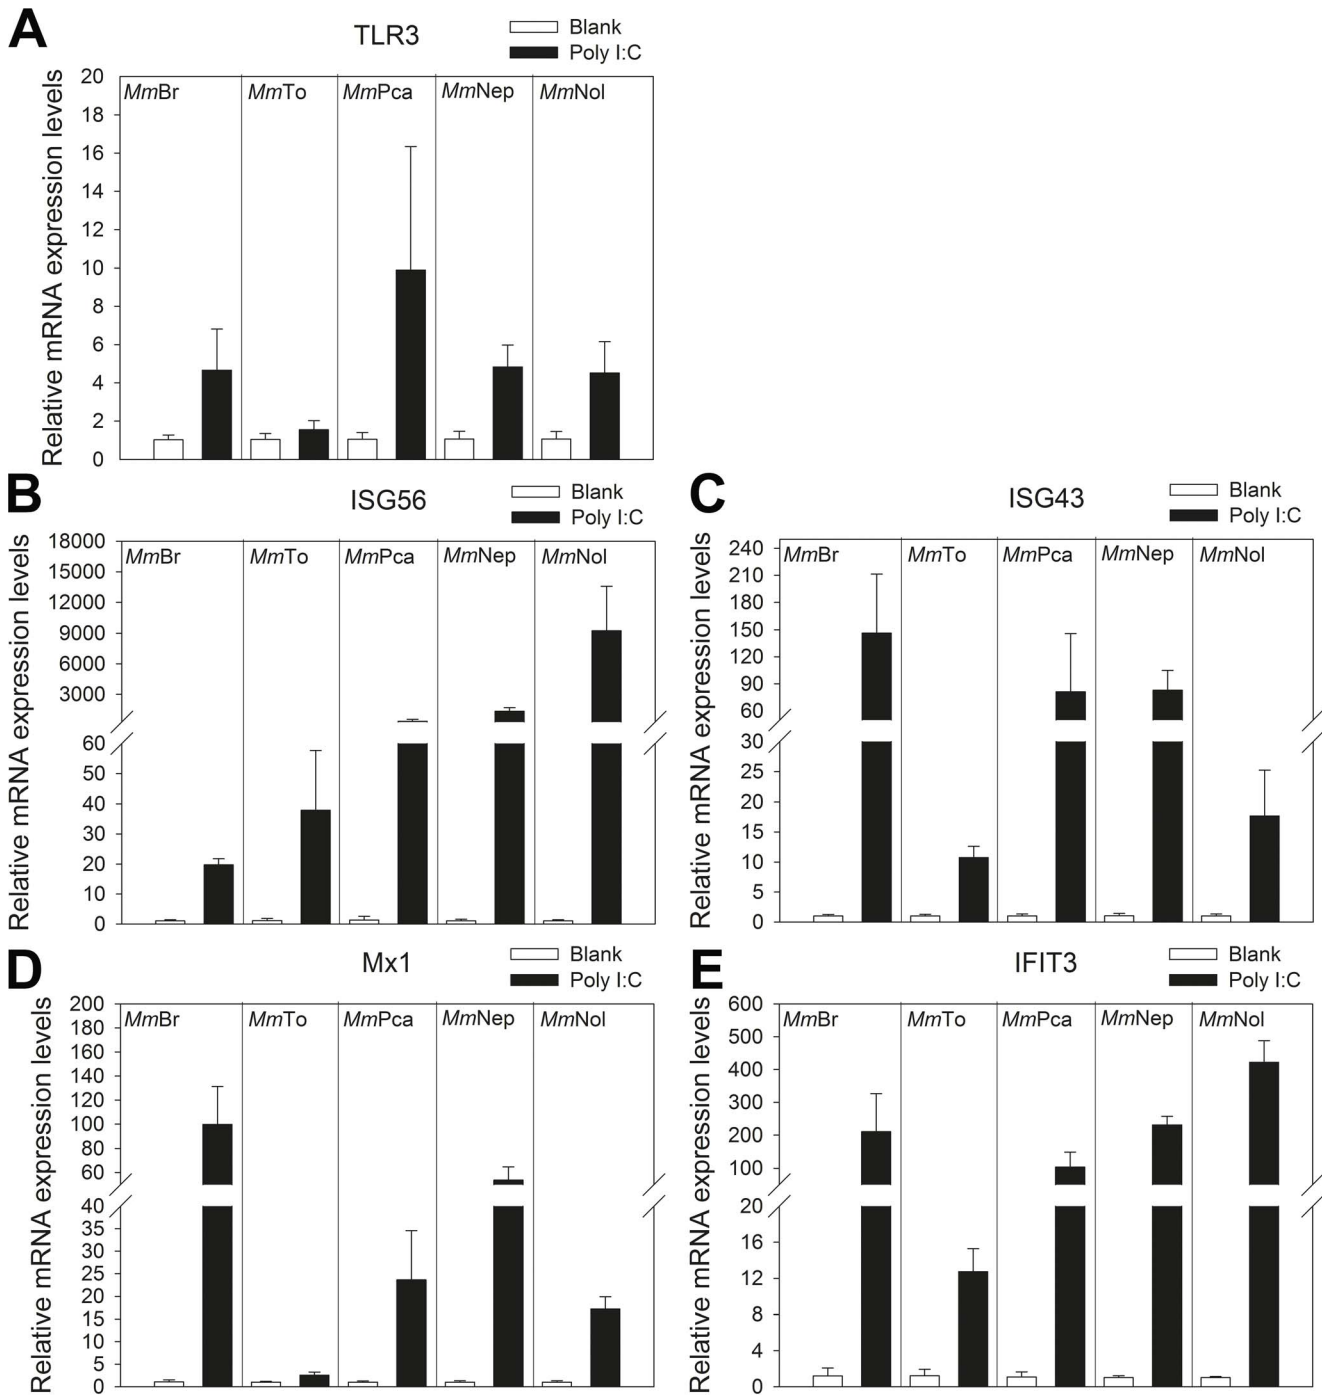 A
TLR3
Blank
Poly I:C
Relative mRNA expression levels
20
18
16
14
12
10
8
6
4
2
0
MmBr MmTo MmPca MmNep MmNol
B
ISG56
Blank
Poly I:C
Relative mRNA expression levels
18000
15000
12000
9000
6000
3000
60
50
40
30
20
10
0
MmBr MmTo MmPca MmNep MmNol
C
ISG43
Blank
Poly I:C
Relative mRNA expression levels
240
210
180
150
120
90
60
30
25
20
15
10
5
0
MmBr MmTo MmPca MmNep MmNol
D
Mx1
Blank
Poly I:C
Relative mRNA expression levels
200
180
160
140
120
100
80
60
40
35
30
25
20
15
10
5
0
MmBr MmTo MmPca MmNep MmNol
E
IFIT3
Blank
Poly I:C
Relative mRNA expression levels
600
500
400
300
200
100
20
16
12
8
4
0
MmBr MmTo MmPca MmNep MmNol